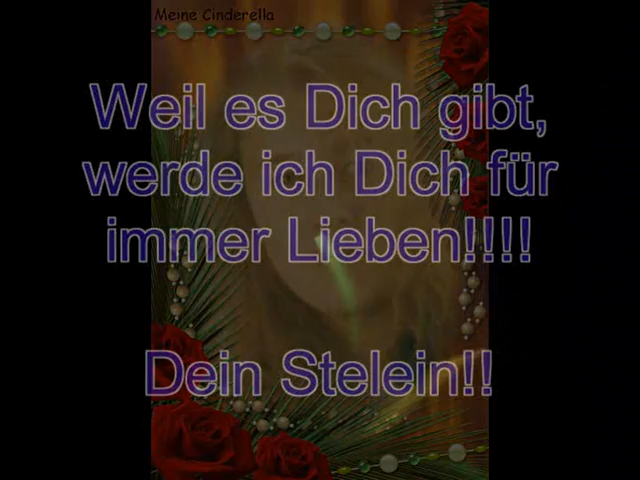 Meine Cinderella
Weil es Dich gibt,
werde ich Dich für
immer Lieben!!!!
Dein Stelein!!